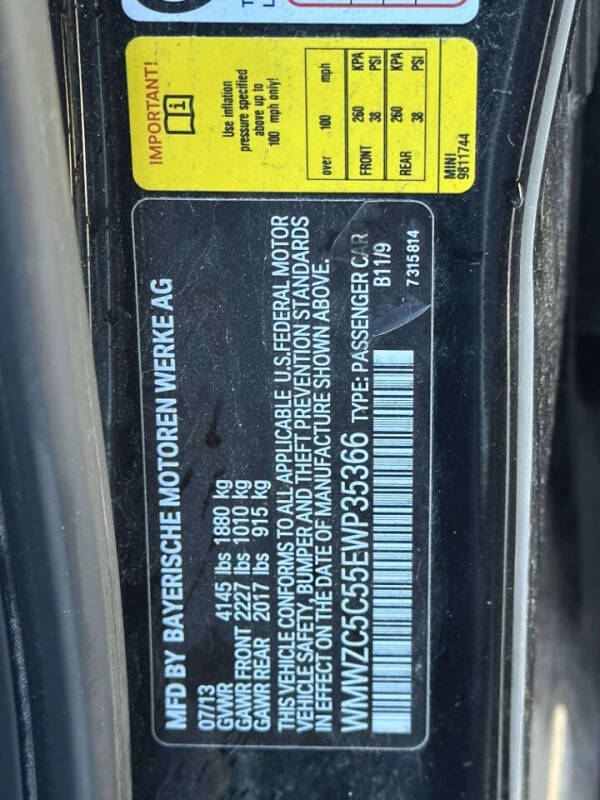 MFD BY BAYERISCHE MOTOREN WERKE AG
07/13
GVWR 4145 lbs 1880 kg
GAWR FRONT 2227 lbs 1010 kg
GAWR REAR 2017 lbs 915 kg
THIS VEHICLE CONFORMS TO ALL APPLICABLE U.S. FEDERAL MOTOR
VEHICLE SAFETY, BUMPER AND THEFT PREVENTION STANDARDS
IN EFFECT ON THE DATE OF MANUFACTURE SHOWN ABOVE.
WMWZC5C55EWP35366 TYPE: PASSENGER CAR
B11/9
7 315 814
IMPORTANT!
Use inflation
pressure specified
above up to
100 mph only!
over 100 mph
FRONT 260 KPA
38 PSI
REAR 260 KPA
38 PSI
MINI
9811744